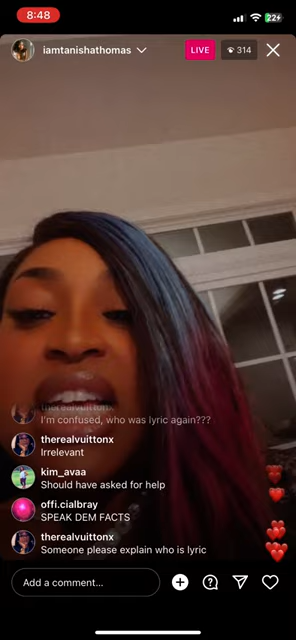 8:48
22
iamtanishathomas
LIVE
314
I'm confused, who was lyric again???
therealvuittonx
Irrelevant
kim_avaa
Should have asked for help
offi.cialbray
SPEAK DEM FACTS
therealvuittonx
Someone please explain who is lyric
Add a comment...